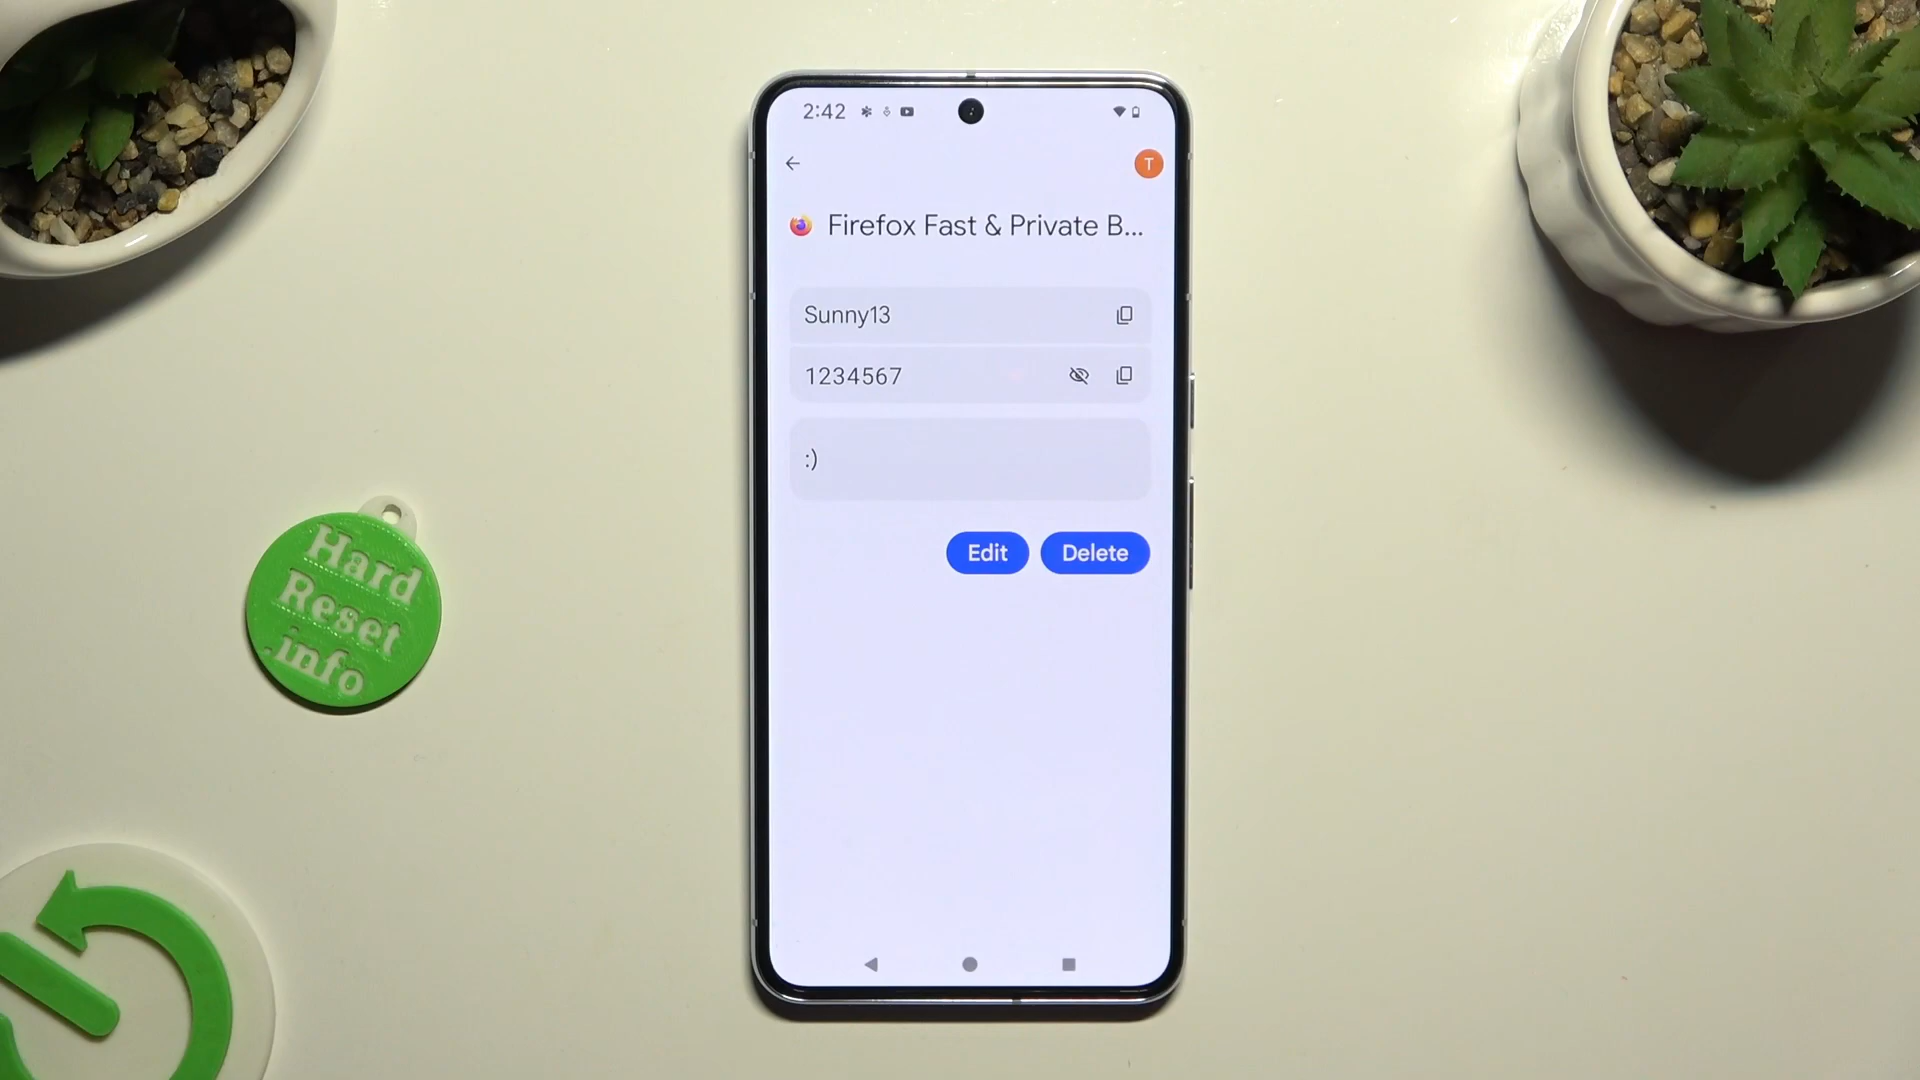 2:42
T
Firefox Fast & Private B...
Sunny13
1234567
:)
Edit
Delete
Hard
Reset
.info